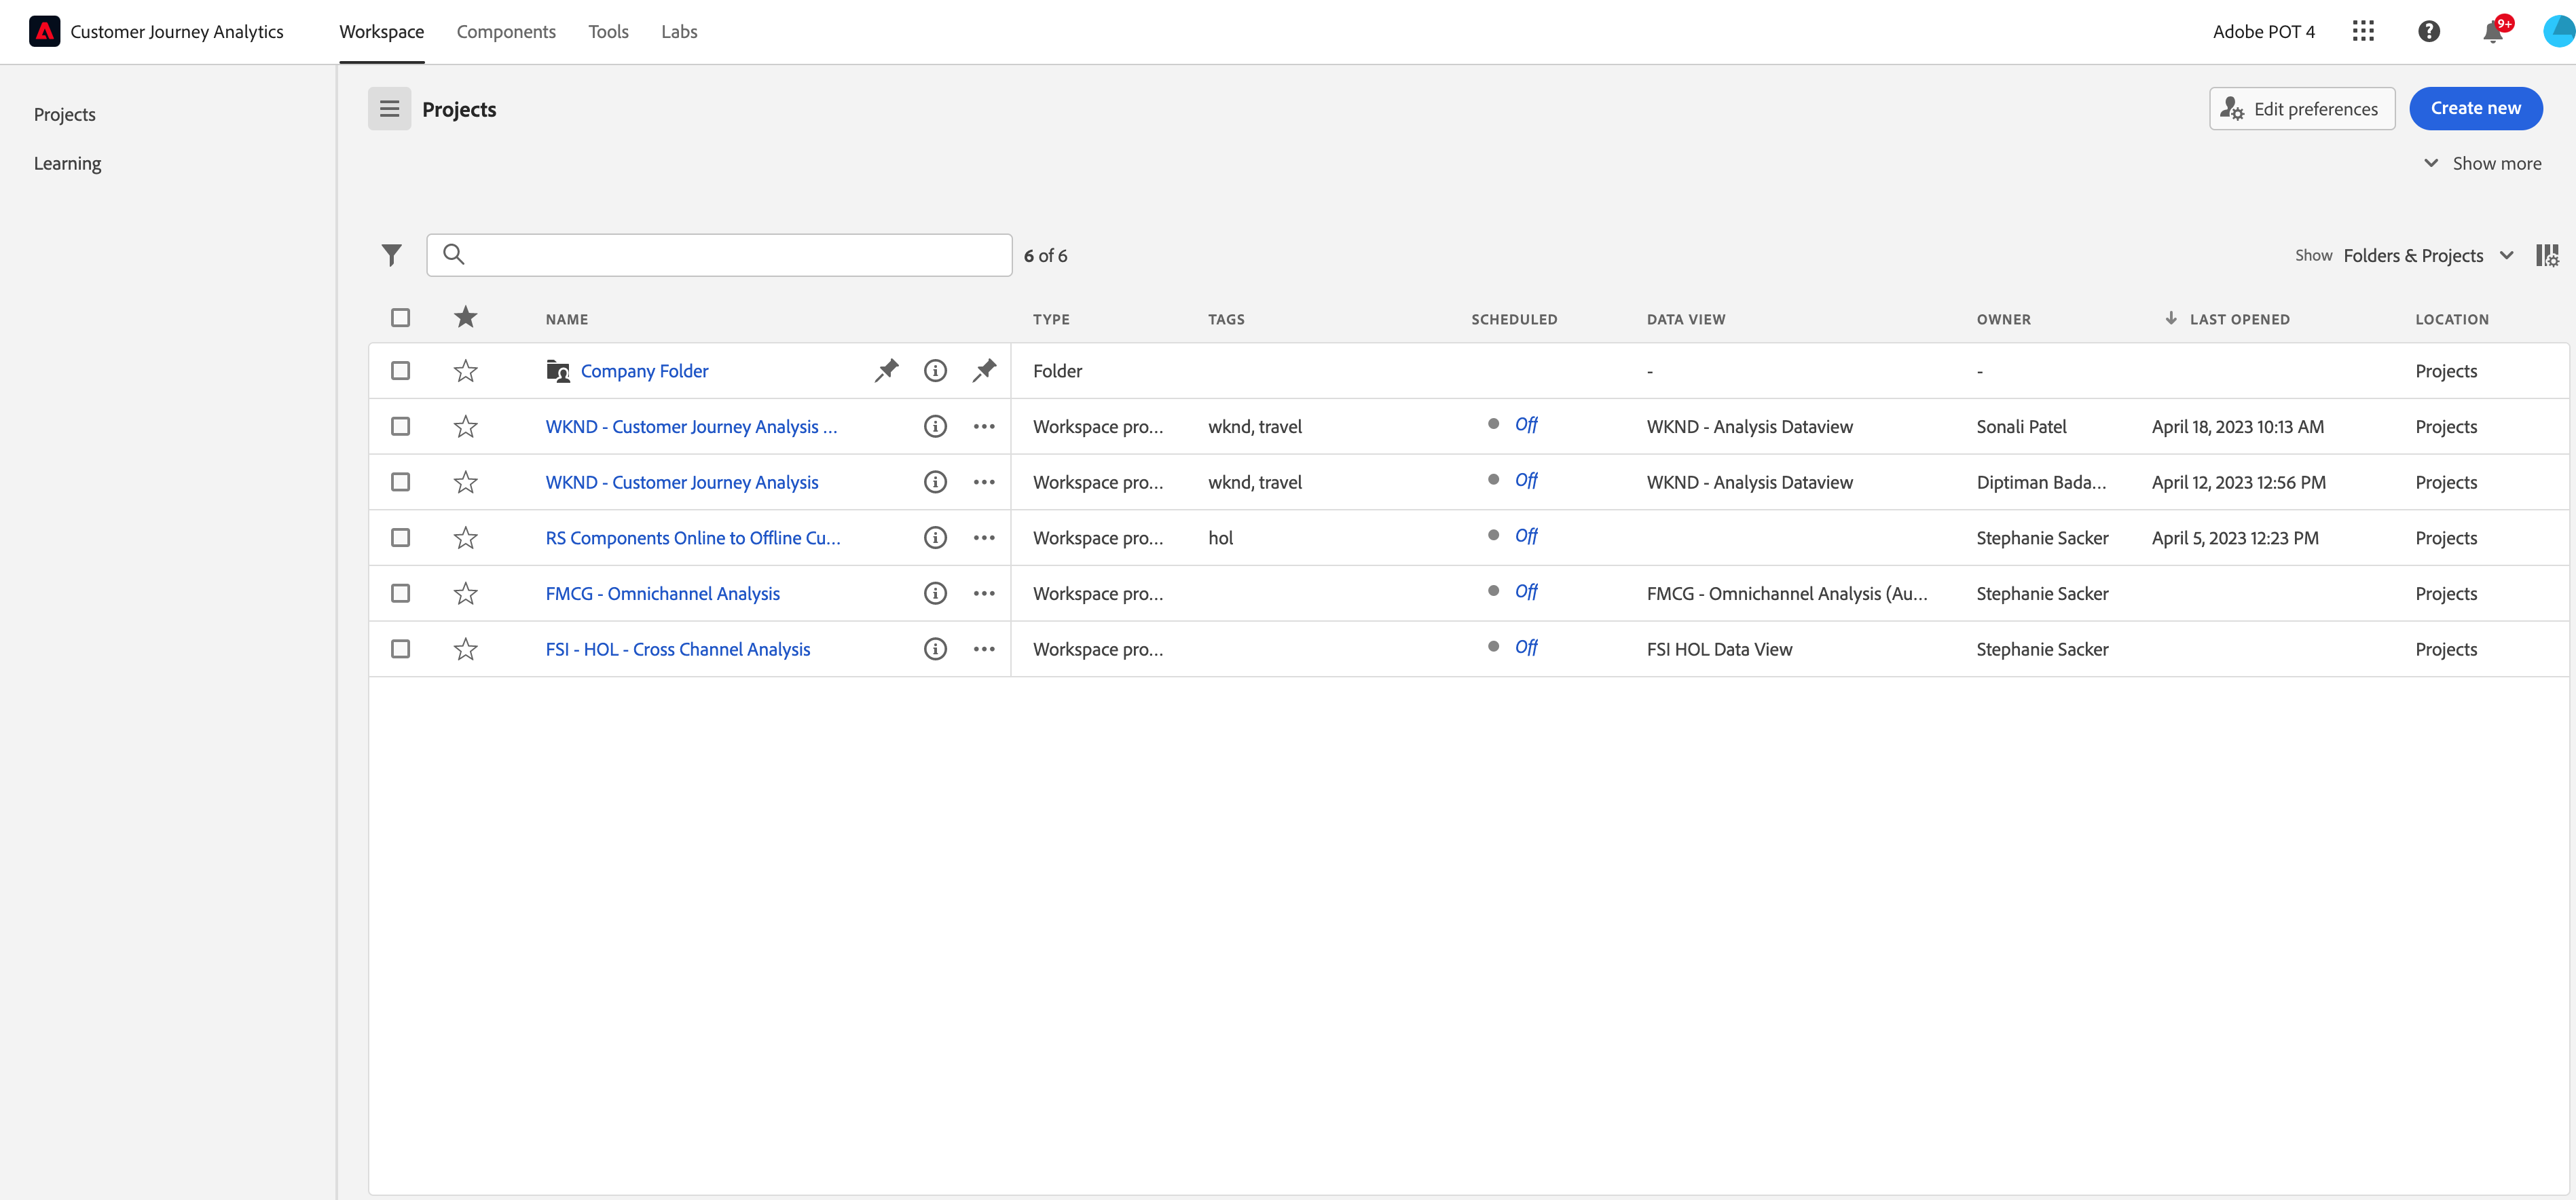 Customer Journey Analytics Workspace Components Tools Labs Adobe POT 4 9+
Projects
Learning
Projects
Edit preferences Create new
Show more
6 of 6 Show Folders & Projects
NAME TYPE TAGS SCHEDULED DATA VIEW OWNER LAST OPENED LOCATION
Company Folder Folder - - Projects
WKND - Customer Journey Analysis ... Workspace pro... wknd, travel Off WKND - Analysis Dataview Sonali Patel April 18, 2023 10:13 AM Projects
WKND - Customer Journey Analysis Workspace pro... wknd, travel Off WKND - Analysis Dataview Diptiman Bada... April 12, 2023 12:56 PM Projects
RS Components Online to Offline Cu... Workspace pro... hol Off Stephanie Sacker April 5, 2023 12:23 PM Projects
FMCG - Omnichannel Analysis Workspace pro... Off FMCG - Omnichannel Analysis (Au... Stephanie Sacker Projects
FSI - HOL - Cross Channel Analysis Workspace pro... Off FSI HOL Data View Stephanie Sacker Projects